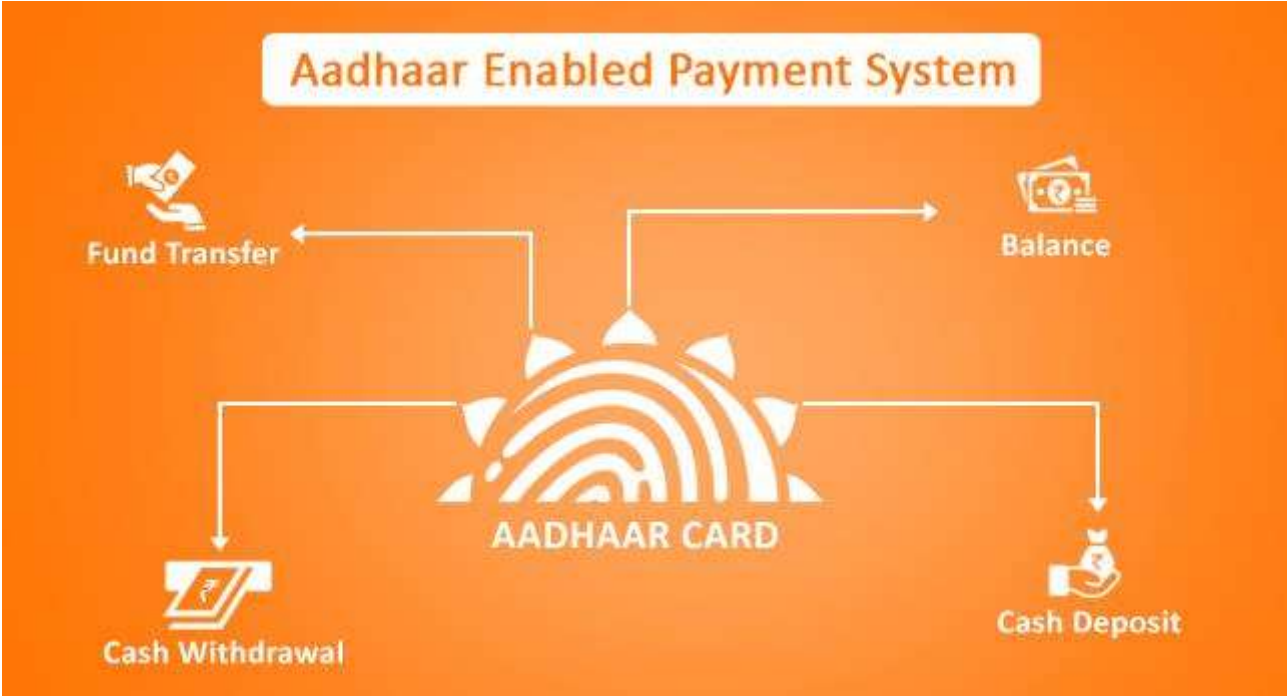 Aadhaar Enabled Payment System
Fund Transfer
Balance
AADHAAR CARD
Cash Withdrawal
Cash Deposit